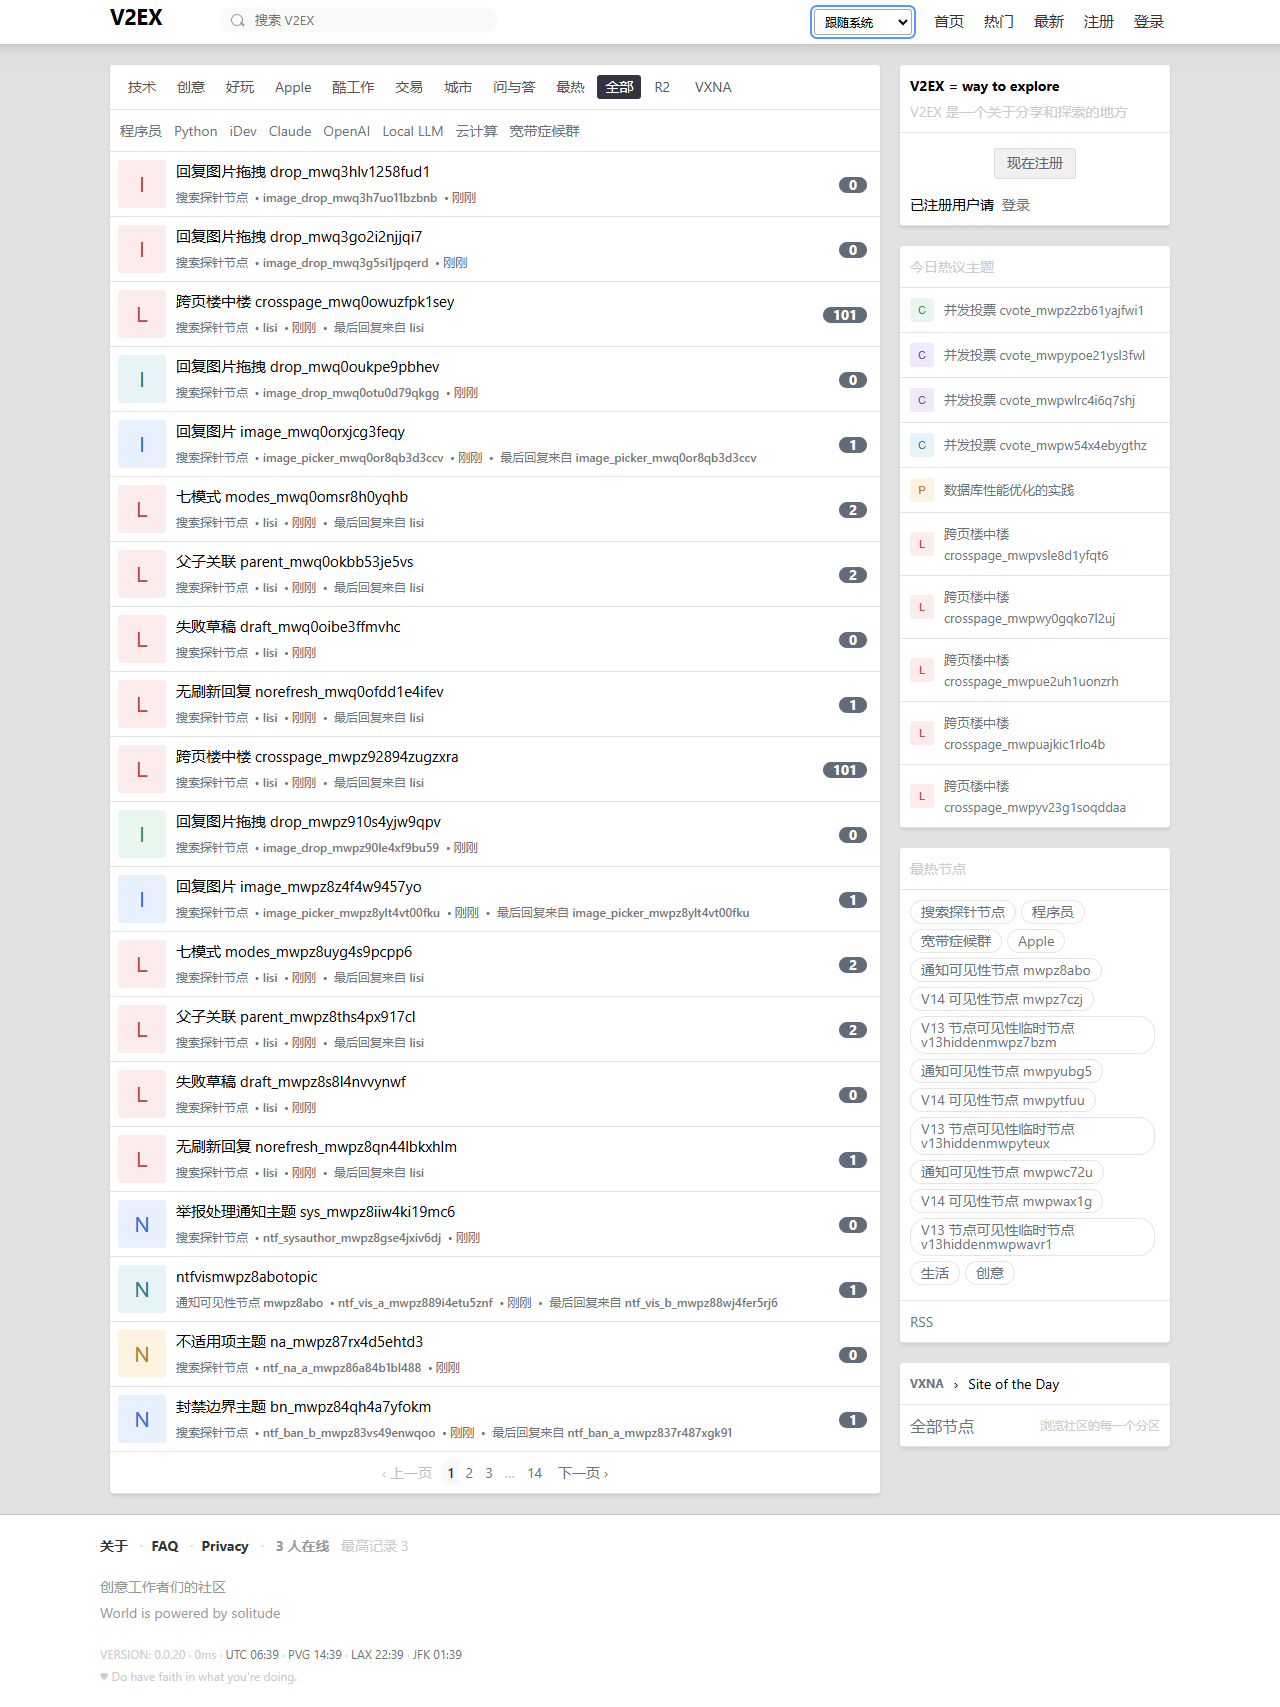 V2EX
搜索 V2EX
跟随系统
首页 热门 最新 注册 登录
技术 创意 好玩 Apple 酷工作 交易 城市 问与答 最热 全部 R2 VXNA
程序员 Python iDev Claude OpenAI Local LLM 云计算 宽带症候群
I
回复图片拖拽 drop_mwq3hlv1258fud1
搜索探针节点 • image_drop_mwq3h7uo11bzbnb • 刚刚
0
I
回复图片拖拽 drop_mwq3go2i2njjqi7
搜索探针节点 • image_drop_mwq3g5si1jpqerd • 刚刚
0
L
跨页楼中楼 crosspage_mwq0owuzfpk1sey
搜索探针节点 • lisi • 刚刚 • 最后回复来自 lisi
101
I
回复图片拖拽 drop_mwq0oukpe9pbhev
搜索探针节点 • image_drop_mwq0otu0d79qkgg • 刚刚
0
I
回复图片 image_mwq0orxjcg3feqy
搜索探针节点 • image_picker_mwq0or8qb3d3ccv • 刚刚 • 最后回复来自 image_picker_mwq0or8qb3d3ccv
1
L
七模式 modes_mwq0omsr8h0yqhb
搜索探针节点 • lisi • 刚刚 • 最后回复来自 lisi
2
L
父子关联 parent_mwq0okbb53je5vs
搜索探针节点 • lisi • 刚刚 • 最后回复来自 lisi
2
L
失败草稿 draft_mwq0oibe3ffmvhc
搜索探针节点 • lisi • 刚刚
0
L
无刷新回复 norefresh_mwq0ofdd1e4ifev
搜索探针节点 • lisi • 刚刚 • 最后回复来自 lisi
1
L
跨页楼中楼 crosspage_mwpz92894zugzxra
搜索探针节点 • lisi • 刚刚 • 最后回复来自 lisi
101
I
回复图片拖拽 drop_mwpz910s4yjw9qpv
搜索探针节点 • image_drop_mwpz90le4xf9bu59 • 刚刚
0
I
回复图片 image_mwpz8z4f4w9457yo
搜索探针节点 • image_picker_mwpz8ylt4vt00fku • 刚刚 • 最后回复来自 image_picker_mwpz8ylt4vt00fku
1
L
七模式 modes_mwpz8uyg4s9pcpp6
搜索探针节点 • lisi • 刚刚 • 最后回复来自 lisi
2
L
父子关联 parent_mwpz8ths4px917cl
搜索探针节点 • lisi • 刚刚 • 最后回复来自 lisi
2
L
失败草稿 draft_mwpz8s8l4nvvynwf
搜索探针节点 • lisi • 刚刚
0
L
无刷新回复 norefresh_mwpz8qn44lbkxhlm
搜索探针节点 • lisi • 刚刚 • 最后回复来自 lisi
1
N
举报处理通知主题 sys_mwpz8iiw4ki19mc6
搜索探针节点 • ntf_sysauthor_mwpz8gse4jxiv6dj • 刚刚
0
N
ntfvismwpz8abotopic
通知可见性节点 mwpz8abo • ntf_vis_a_mwpz889i4etu5znf • 刚刚 • 最后回复来自 ntf_vis_b_mwpz88wj4fer5rj6
1
N
不适用项主题 na_mwpz87rx4d5ehtd3
搜索探针节点 • ntf_na_a_mwpz86a84b1bl488 • 刚刚
0
N
封禁边界主题 bn_mwpz84qh4a7yfokm
搜索探针节点 • ntf_ban_b_mwpz83vs49enwqoo • 刚刚 • 最后回复来自 ntf_ban_a_mwpz837r487xgk91
1
‹ 上一页 1 2 3 ... 14 下一页 ›
V2EX = way to explore
V2EX 是一个关于分享和探索的地方
现在注册
已注册用户请 登录
今日热议主题
C 并发投票 cvote_mwpz2zb61yajfwi1
C 并发投票 cvote_mwpypoe21ysl3fwl
C 并发投票 cvote_mwpwlrc4i6q7shj
C 并发投票 cvote_mwpw54x4ebygthz
P 数据库性能优化的实践
L 跨页楼中楼
crosspage_mwpvsle8d1yfqt6
L 跨页楼中楼
crosspage_mwpwy0gqko7l2uj
L 跨页楼中楼
crosspage_mwpue2uh1uonzrh
L 跨页楼中楼
crosspage_mwpuajkic1rlo4b
L 跨页楼中楼
crosspage_mwpyv23g1soqddaa
最热节点
搜索探针节点 程序员
宽带症候群 Apple
通知可见性节点 mwpz8abo
V14 可见性节点 mwpz7czj
V13 节点可见性临时节点
v13hiddenmwpz7bzm
通知可见性节点 mwpyubg5
V14 可见性节点 mwpytfuu
V13 节点可见性临时节点
v13hiddenmwpyteux
通知可见性节点 mwpwc72u
V14 可见性节点 mwpwax1g
V13 节点可见性临时节点
v13hiddenmwpwavr1
生活 创意
RSS
VXNA › Site of the Day
全部节点 浏览社区的每一个分区
关于 · FAQ · Privacy · 3 人在线 最高记录 3
创意工作者们的社区
World is powered by solitude
VERSION: 0.0.20 · 0ms · UTC 06:39 · PVG 14:39 · LAX 22:39 · JFK 01:39
♥ Do have faith in what you're doing.